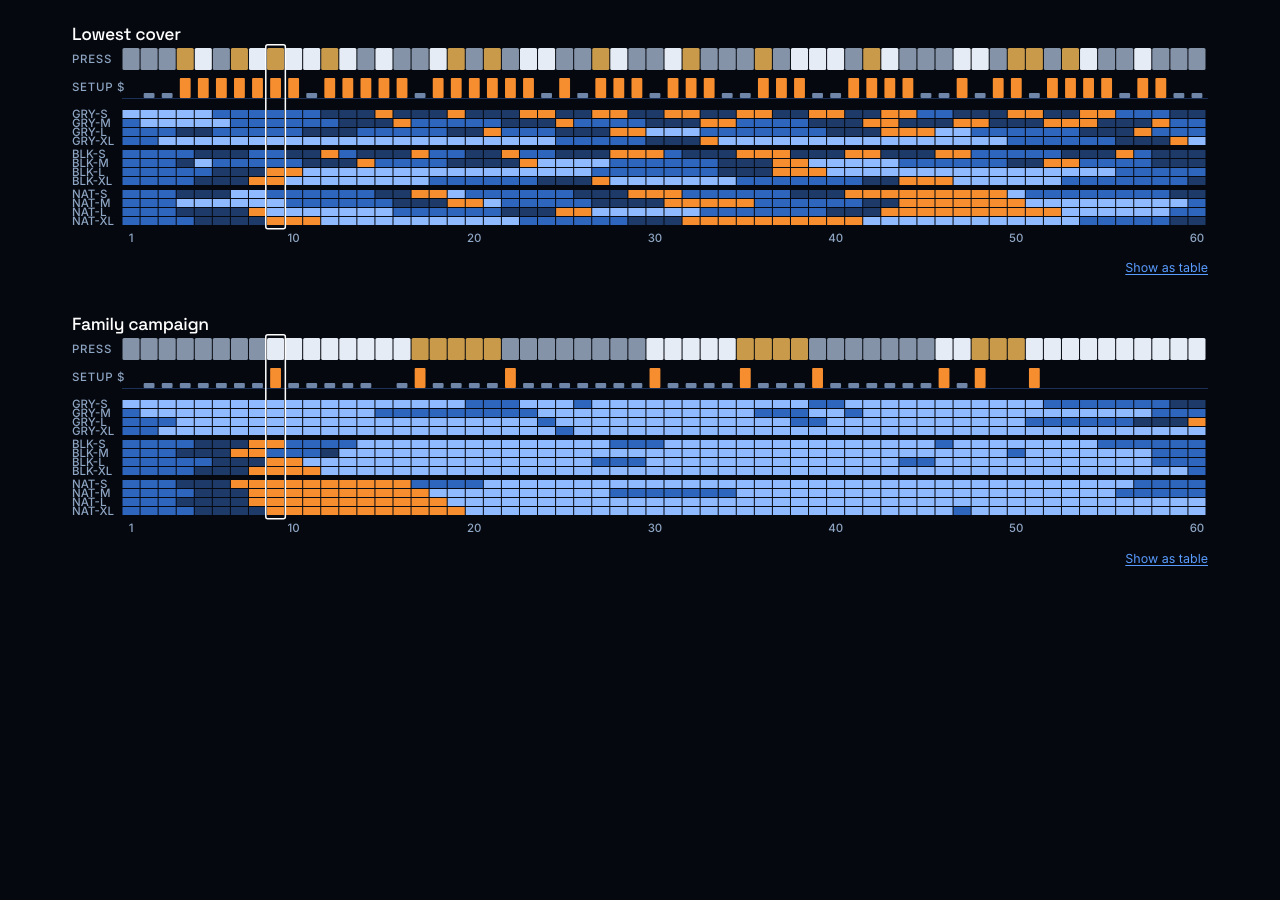 Lowest cover
PRESS
SETUP $
GRY-S
GRY-M
GRY-L
GRY-XL
BLK-S
BLK-M
BLK-L
BLK-XL
NAT-S
NAT-M
NAT-L
NAT-XL
1 10 20 30 40 50 60
Show as table
Family campaign
PRESS
SETUP $
GRY-S
GRY-M
GRY-L
GRY-XL
BLK-S
BLK-M
BLK-L
BLK-XL
NAT-S
NAT-M
NAT-L
NAT-XL
1 10 20 30 40 50 60
Show as table